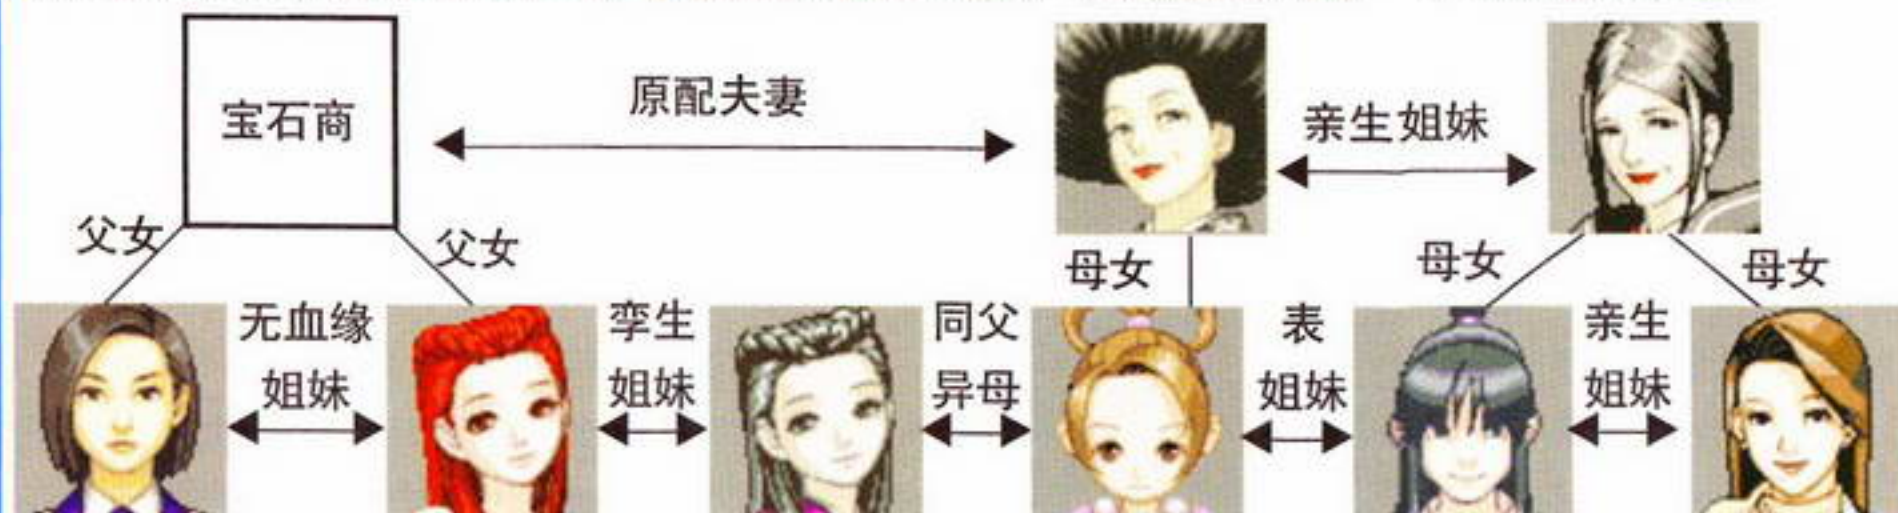 宝石商
原配夫妻
亲生姐妹
父女
父女
母女
母女
母女
无血缘
姐妹
孪生
姐妹
同父
异母
表
姐妹
亲生
姐妹